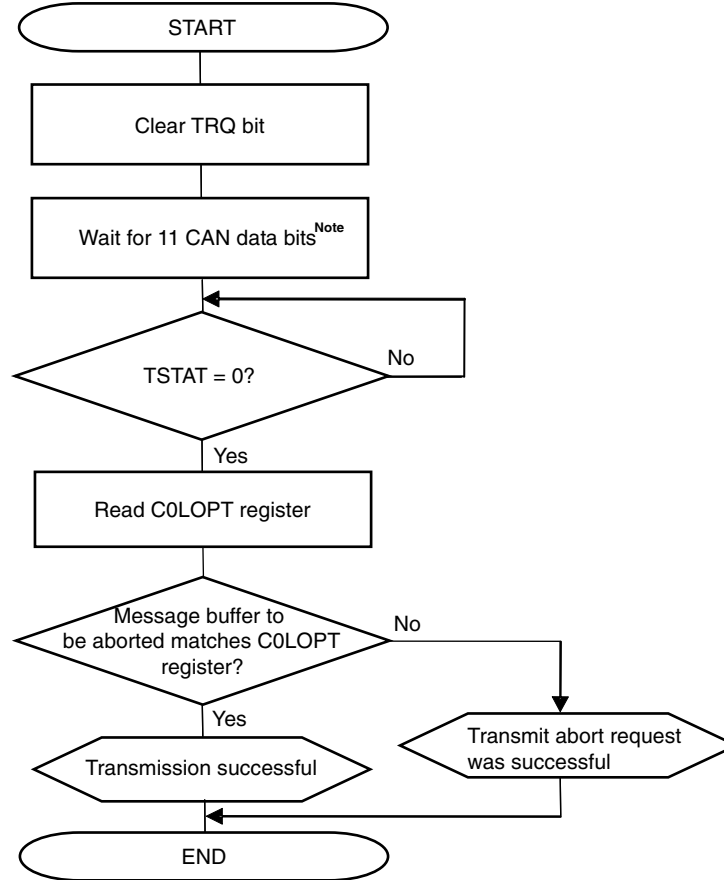 START
Clear TRQ bit
Wait for 11 CAN data bitsNote
TSTAT = 0?
No
Yes
Read C0LOPT register
Message buffer to
be aborted matches C0LOPT
register?
No
Yes
Transmission successful
Transmit abort request
was successful
END